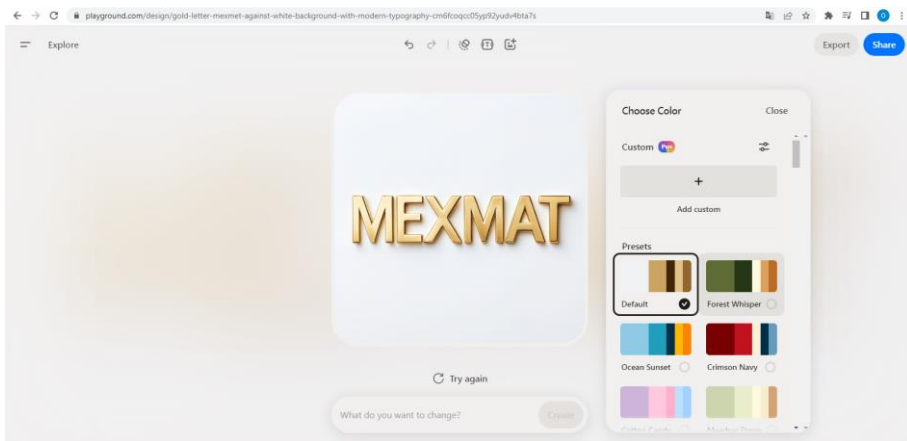 playground.com/design/gold-letter-mexmet-against-white-background-with-modern-typography-cm6fcoqcc05yp92yudv4bta7s
Explore
Export Share
Choose Color Close
Custom Pro
+
Add custom
MEXMAT
Presets
Default Forest Whisper
Ocean Sunset Crimson Navy
Try again
What do you want to change? Create
Cotton Candy